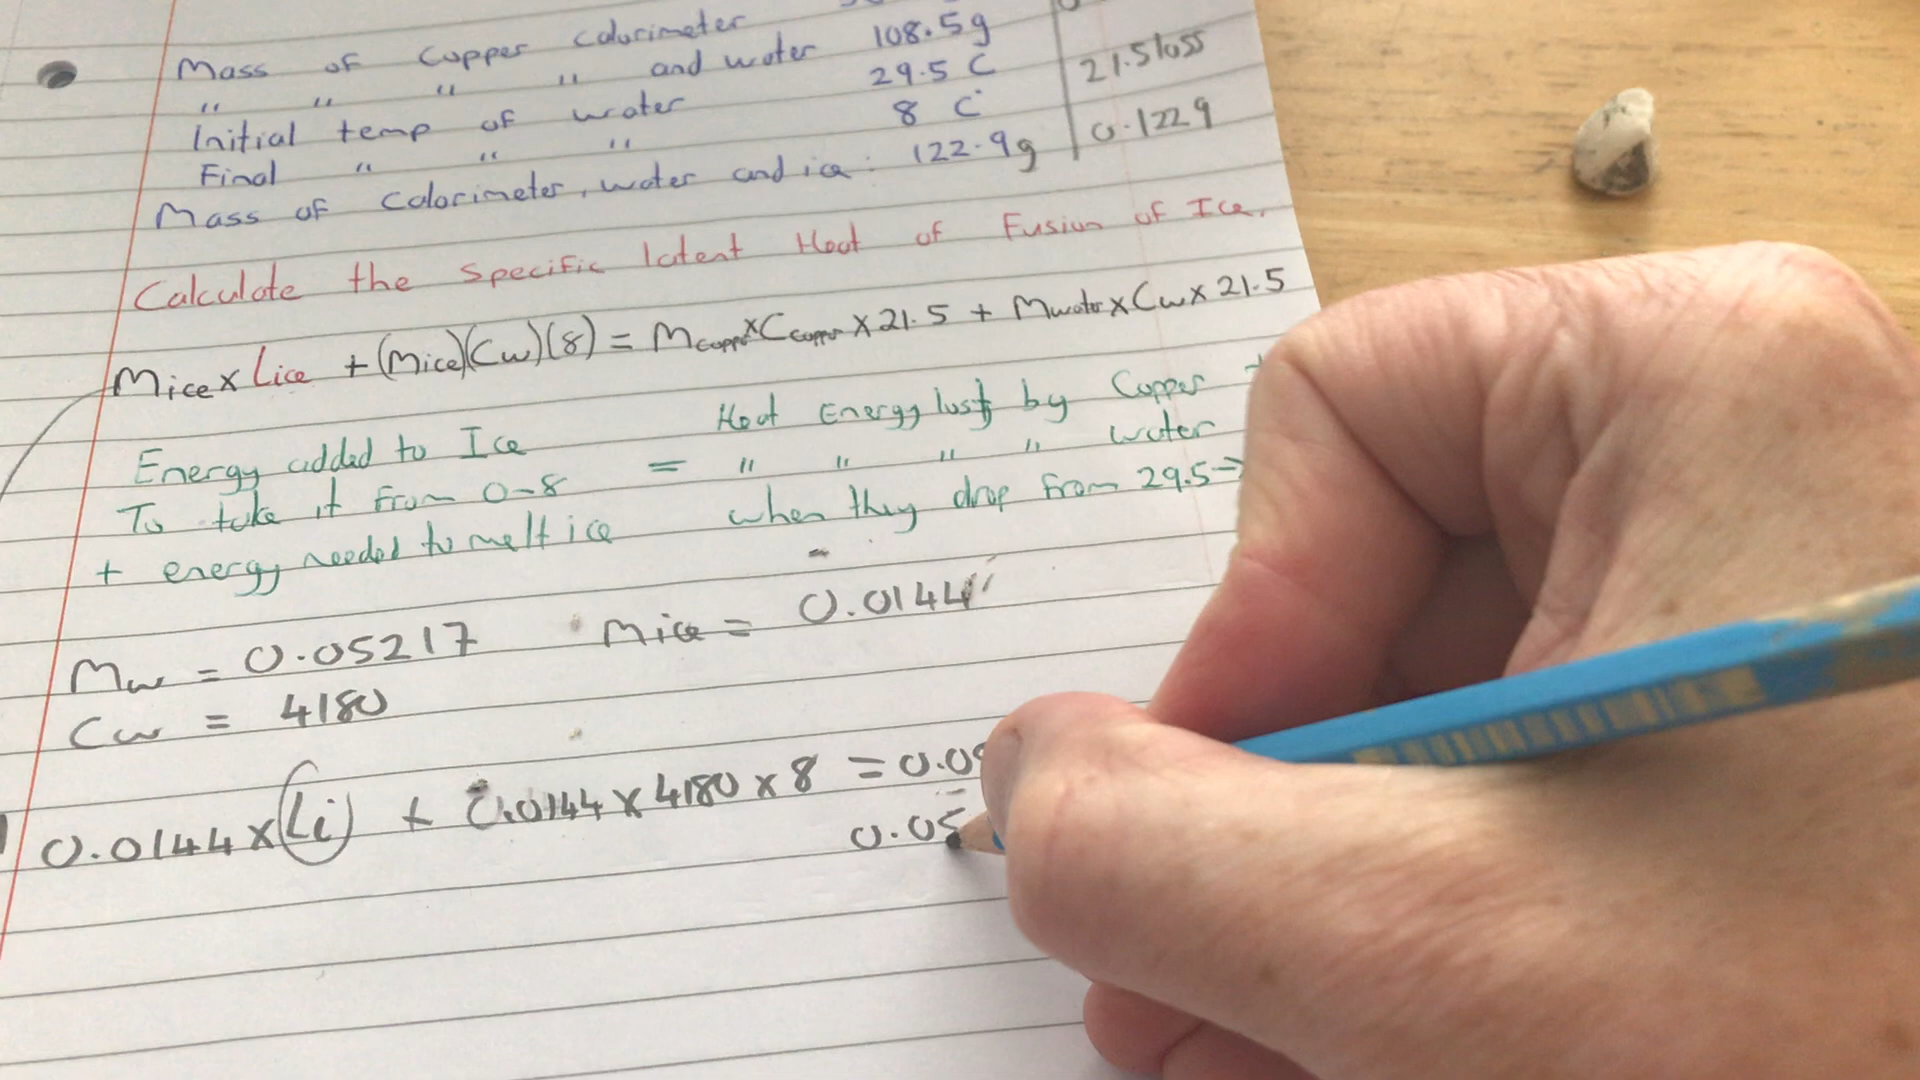 Mass of Copper Calorimeter
" " " " and water 108.5g
Initial temp of water 29.5 C 21.5 loss
Final " " " 8 C°
Mass of Calorimeter, water and ice : 122.9g 0.1229
Calculate the specific latent Heat of Fusion of Ice.
Mice x Lice + (Mice)(Cw)(8) = Mcopper x Ccopper x 21.5 + Mwater x Cw x 21.5
Energy added to Ice
To take it from 0-8
+ energy needed to melt ice
= Heat Energy lost by Copper +
" " " " water
when they drop from 29.5→
Mw = 0.05217 Mice = 0.0144
Cw = 4180
0.0144 x (Li) + 0.0144 x 4180 x 8 = 0.05
0.05